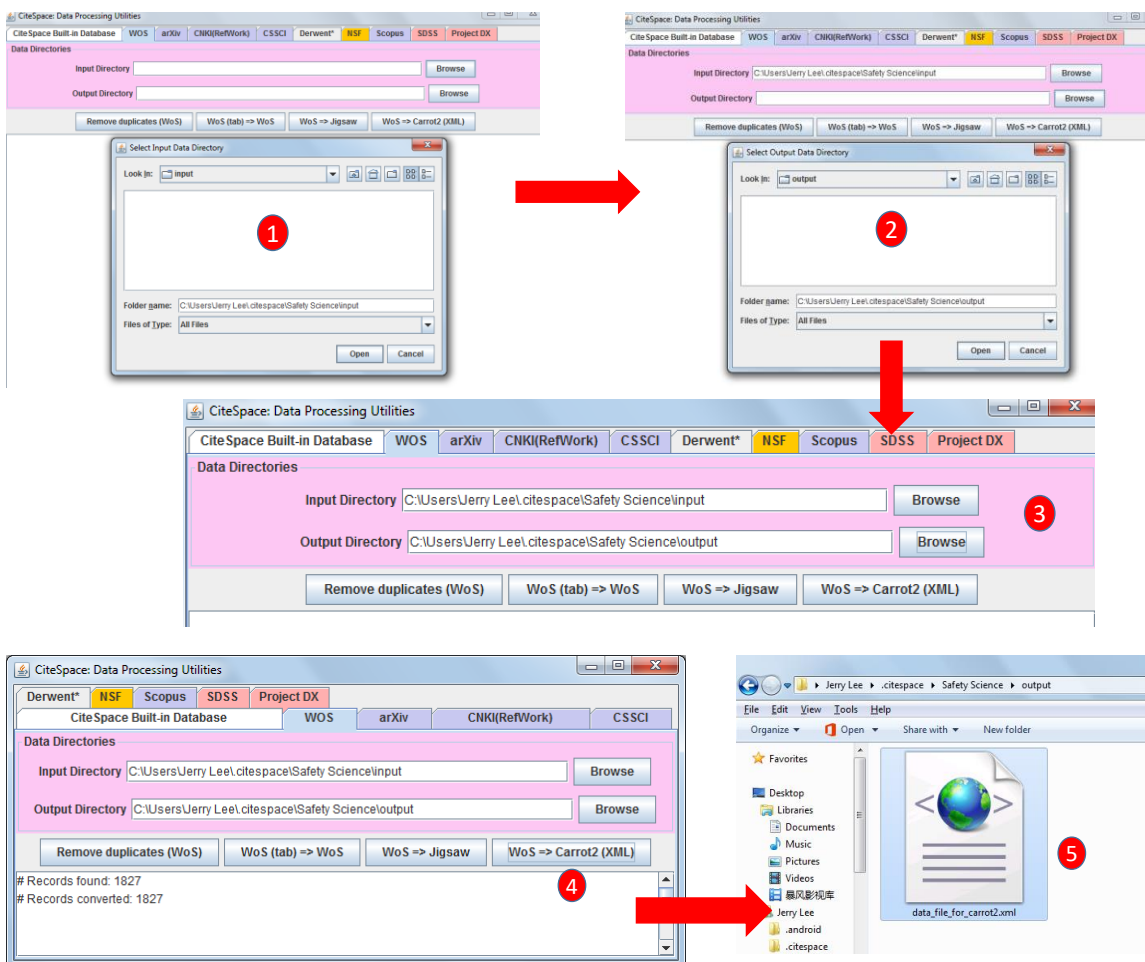 CiteSpace: Data Processing Utilities
CiteSpace Built-in Database WOS arXiv CNKI(RefWork) CSSCI Derwent* NSF Scopus SDSS Project DX
Data Directories
Input Directory Browse
Output Directory Browse
Remove duplicates (WoS) WoS (tab) => WoS WoS => Jigsaw WoS => Carrot2 (XML)
Select Input Data Directory
Look In: input
1
Folder name: C:\Users\Jerry Lee\.citespace\Safety Science\input
Files of Type: All Files
Open Cancel
CiteSpace: Data Processing Utilities
CiteSpace Built-in Database WOS arXiv CNKI(RefWork) CSSCI Derwent* NSF Scopus SDSS Project DX
Data Directories
Input Directory C:\Users\Jerry Lee\.citespace\Safety Science\input Browse
Output Directory Browse
Remove duplicates (WoS) WoS (tab) => WoS WoS => Jigsaw WoS => Carrot2 (XML)
Select Output Data Directory
Look In: output
2
Folder name: C:\Users\Jerry Lee\.citespace\Safety Science\output
Files of Type: All Files
Open Cancel
CiteSpace: Data Processing Utilities
CiteSpace Built-in Database WOS arXiv CNKI(RefWork) CSSCI Derwent* NSF Scopus SDSS Project DX
Data Directories
Input Directory C:\Users\Jerry Lee\.citespace\Safety Science\input Browse
3
Output Directory C:\Users\Jerry Lee\.citespace\Safety Science\output Browse
Remove duplicates (WoS) WoS (tab) => WoS WoS => Jigsaw WoS => Carrot2 (XML)
CiteSpace: Data Processing Utilities
Derwent* NSF Scopus SDSS Project DX
CiteSpace Built-in Database WOS arXiv CNKI(RefWork) CSSCI
Data Directories
Input Directory C:\Users\Jerry Lee\.citespace\Safety Science\input Browse
Output Directory C:\Users\Jerry Lee\.citespace\Safety Science\output Browse
Remove duplicates (WoS) WoS (tab) => WoS WoS => Jigsaw WoS => Carrot2 (XML)
# Records found: 1827
# Records converted: 1827
4
Jerry Lee .citespace Safety Science output
File Edit View Tools Help
Organize Open Share with New folder
Favorites
Desktop
Libraries
Documents
Music
Pictures
Videos
暴风影视库
Jerry Lee
.android
.citespace
5
data_file_for_carrot2.xml